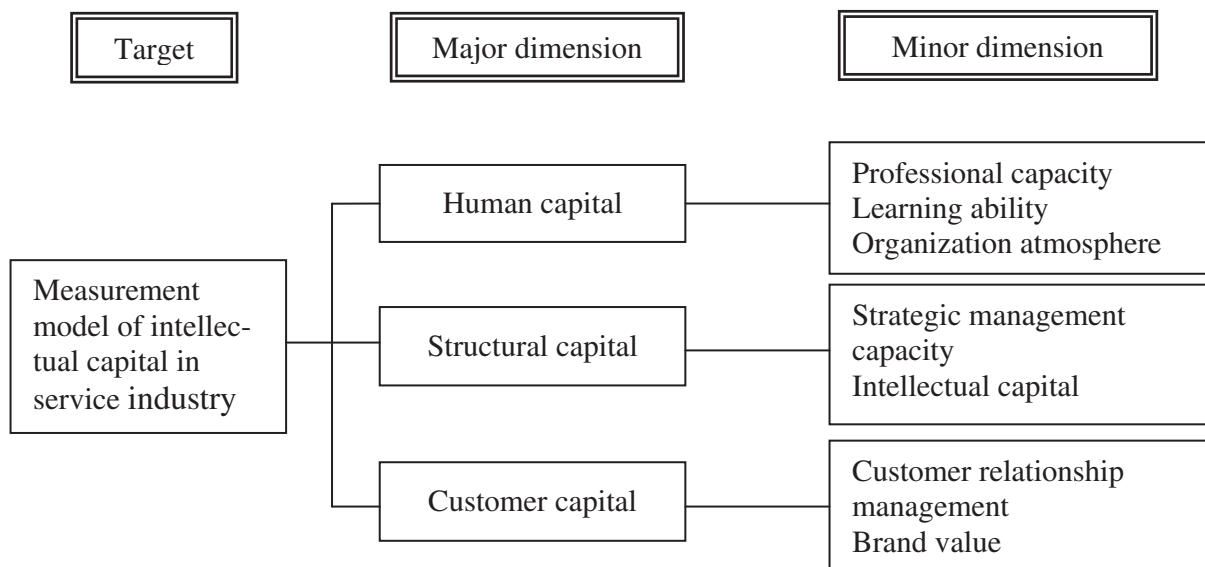 Target
Major dimension
Minor dimension
Human capital
Professional capacity
Learning ability
Organization atmosphere
Measurement
model of intellec-
tual capital in
service industry
Structural capital
Strategic management
capacity
Intellectual capital
Customer capital
Customer relationship
management
Brand value